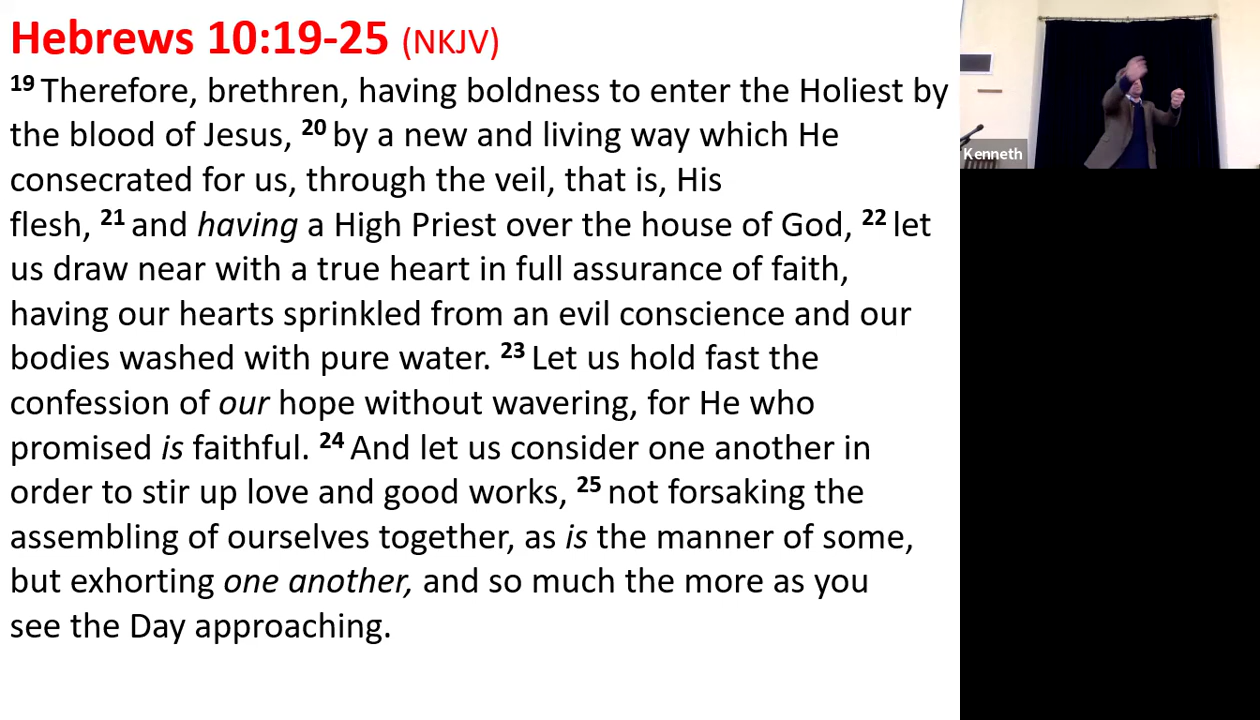 Hebrews 10:19-25 (NKJV)
19 Therefore, brethren, having boldness to enter the Holiest by
the blood of Jesus, 20 by a new and living way which He
consecrated for us, through the veil, that is, His
flesh, 21 and having a High Priest over the house of God, 22 let
us draw near with a true heart in full assurance of faith,
having our hearts sprinkled from an evil conscience and our
bodies washed with pure water. 23 Let us hold fast the
confession of our hope without wavering, for He who
promised is faithful. 24 And let us consider one another in
order to stir up love and good works, 25 not forsaking the
assembling of ourselves together, as is the manner of some,
but exhorting one another, and so much the more as you
see the Day approaching.
Kenneth